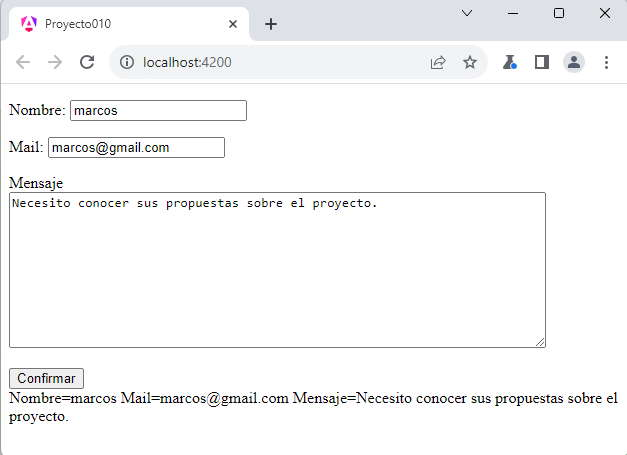 Proyecto010
localhost:4200
Nombre: marcos
Mail: marcos@gmail.com
Mensaje
Necesito conocer sus propuestas sobre el proyecto.
Confirmar
Nombre=marcos Mail=marcos@gmail.com Mensaje=Necesito conocer sus propuestas sobre el
proyecto.